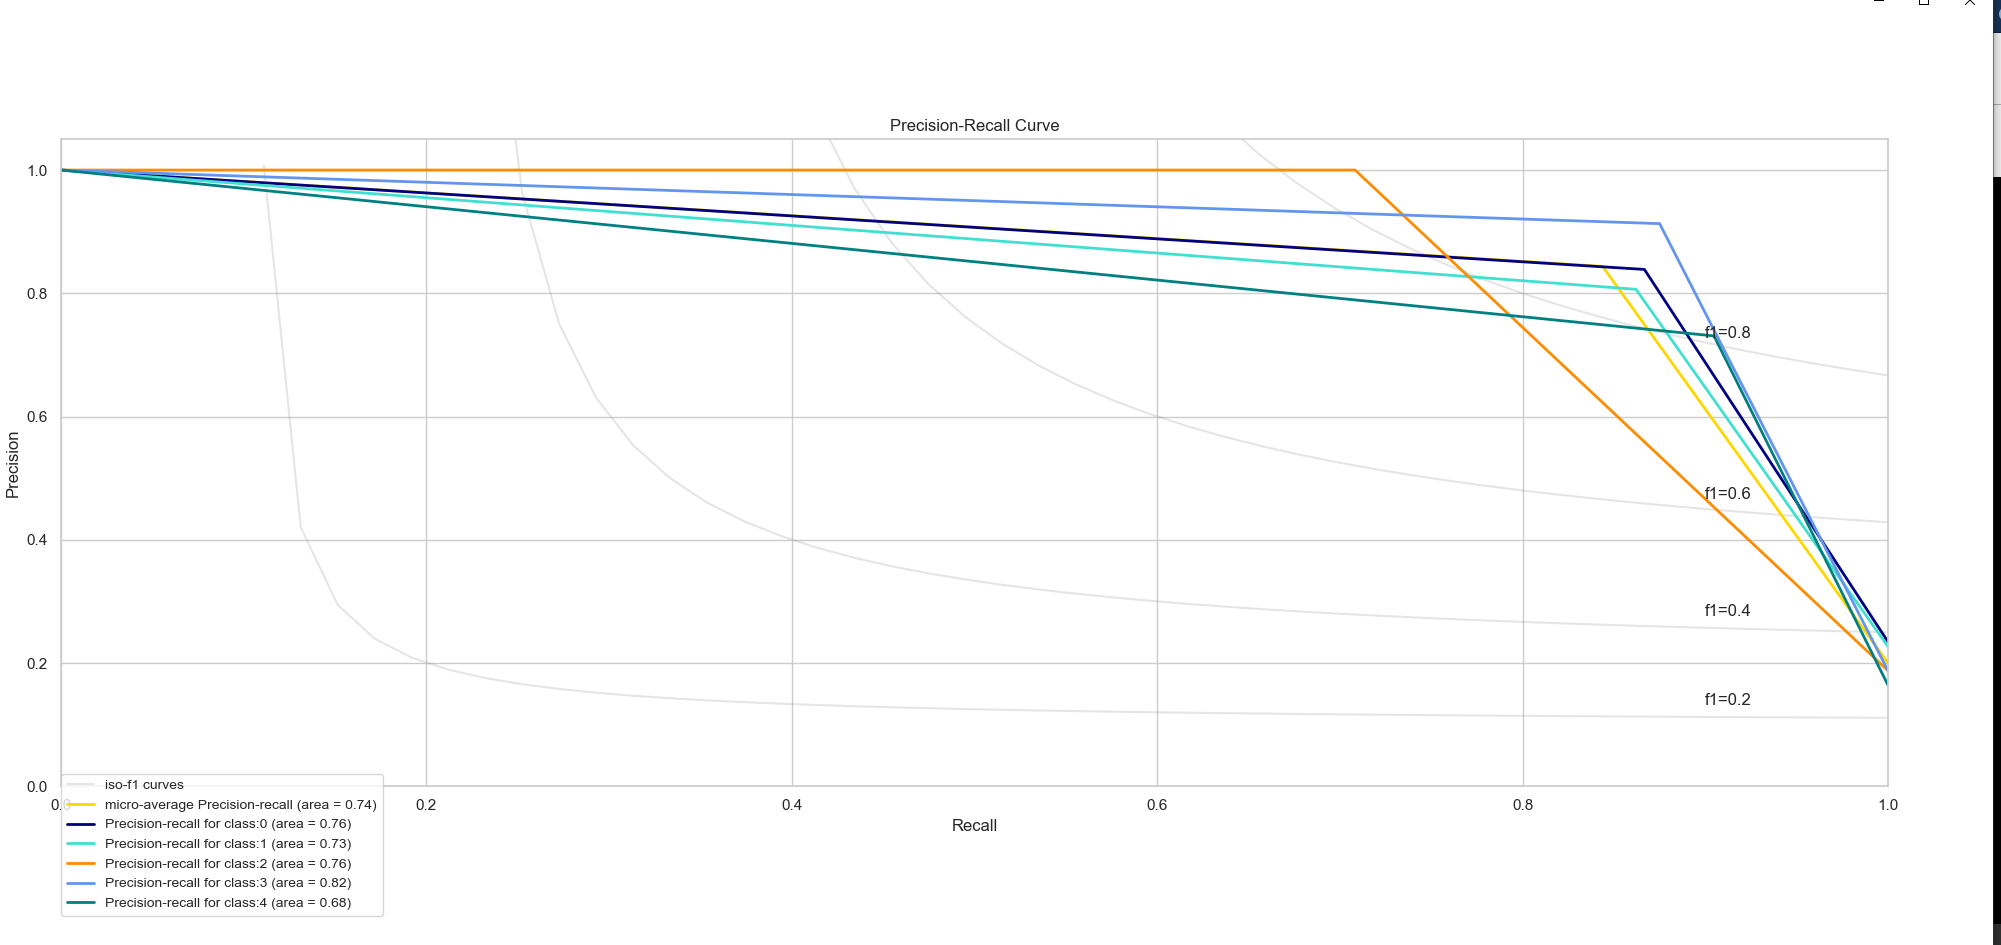 Precision-Recall Curve
1.0
0.8
0.6
0.4
0.2
0.0
Precision
f1=0.8
f1=0.6
f1=0.4
f1=0.2
0.0 0.2 0.4 0.6 0.8 1.0
Recall
iso-f1 curves
micro-average Precision-recall (area = 0.74)
Precision-recall for class:0 (area = 0.76)
Precision-recall for class:1 (area = 0.73)
Precision-recall for class:2 (area = 0.76)
Precision-recall for class:3 (area = 0.82)
Precision-recall for class:4 (area = 0.68)